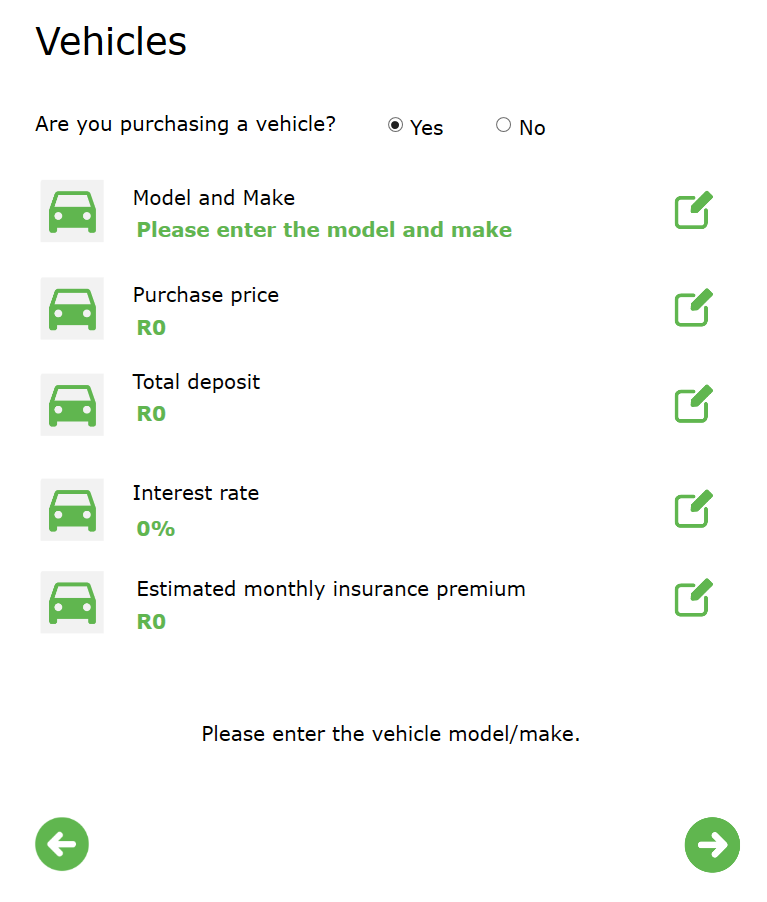 Vehicles
Are you purchasing a vehicle? Yes No
Model and Make
Please enter the model and make
Purchase price
R0
Total deposit
R0
Interest rate
0%
Estimated monthly insurance premium
R0
Please enter the vehicle model/make.